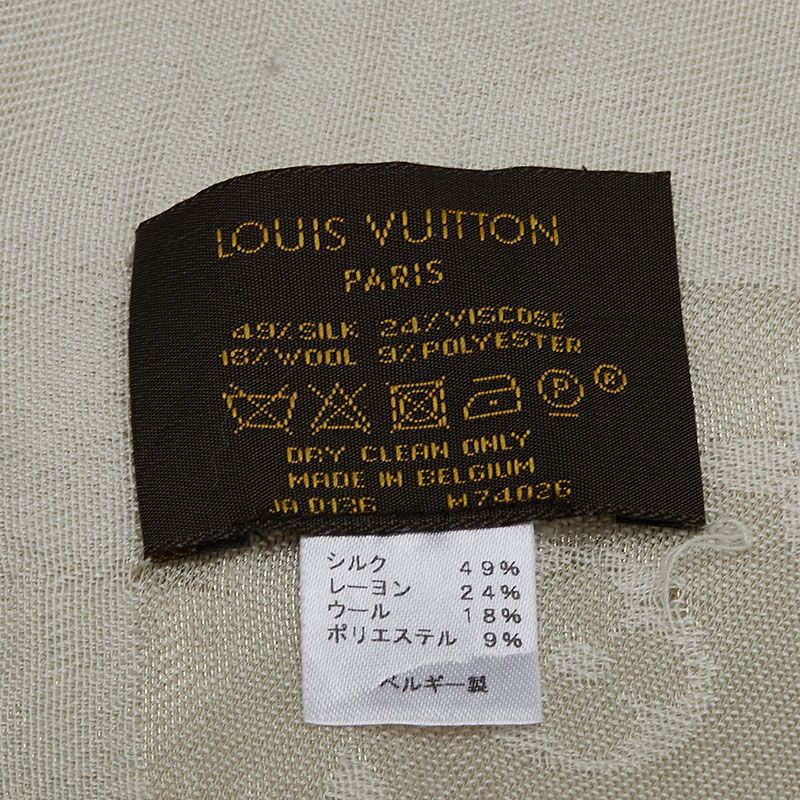 LOUIS VUITTON
PARIS
49% SILK 24% VISCOSE
18% WOOL 9% POLYESTER
P ®
DRY CLEAN ONLY
MADE IN BELGIUM
JA 0136 M74026
シルク 49%
レーヨン 24%
ウール 18%
ポリエステル 9%
ベルギー製